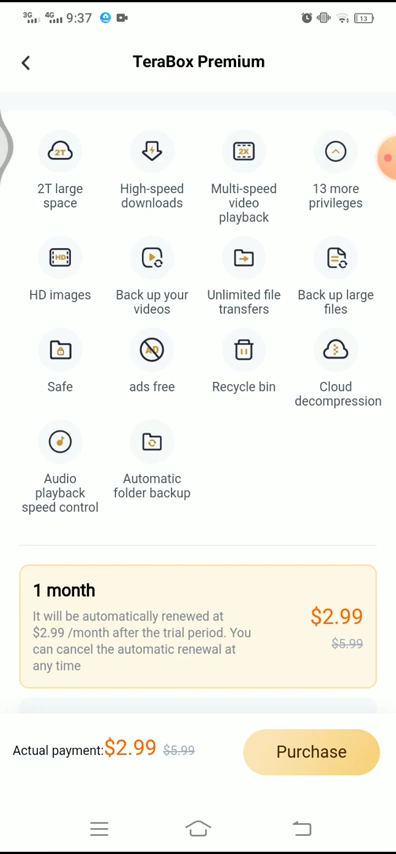 3G 4G 9:37 13
TeraBox Premium
2T
2X
2T large
space
High-speed
downloads
Multi-speed
video
playback
13 more
privileges
HD
HD images
Back up your
videos
Unlimited file
transfers
Back up large
files
AD
Safe
ads free
Recycle bin
Cloud
decompression
Audio
playback
speed control
Automatic
folder backup
1 month
It will be automatically renewed at
$2.99 /month after the trial period. You
can cancel the automatic renewal at
any time
$2.99
$5.99
Actual payment:$2.99 $5.99
Purchase